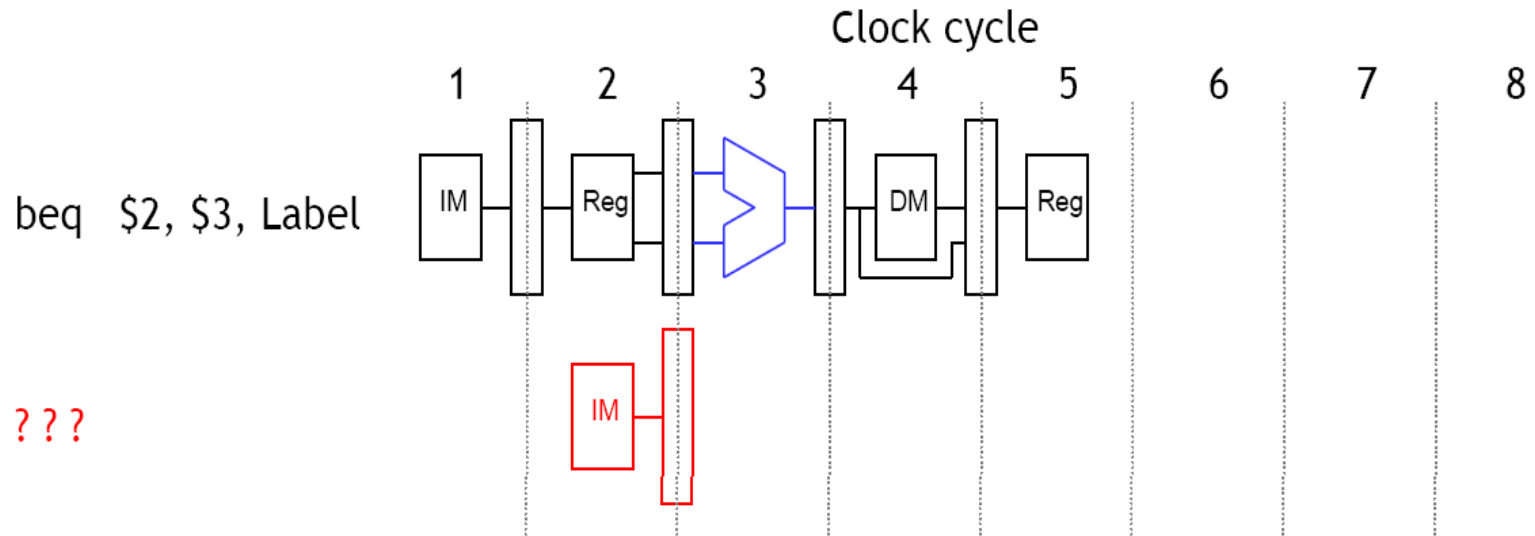 Clock cycle
1 2 3 4 5 6 7 8
beq $2, $3, Label IM Reg DM Reg
? ? ? IM